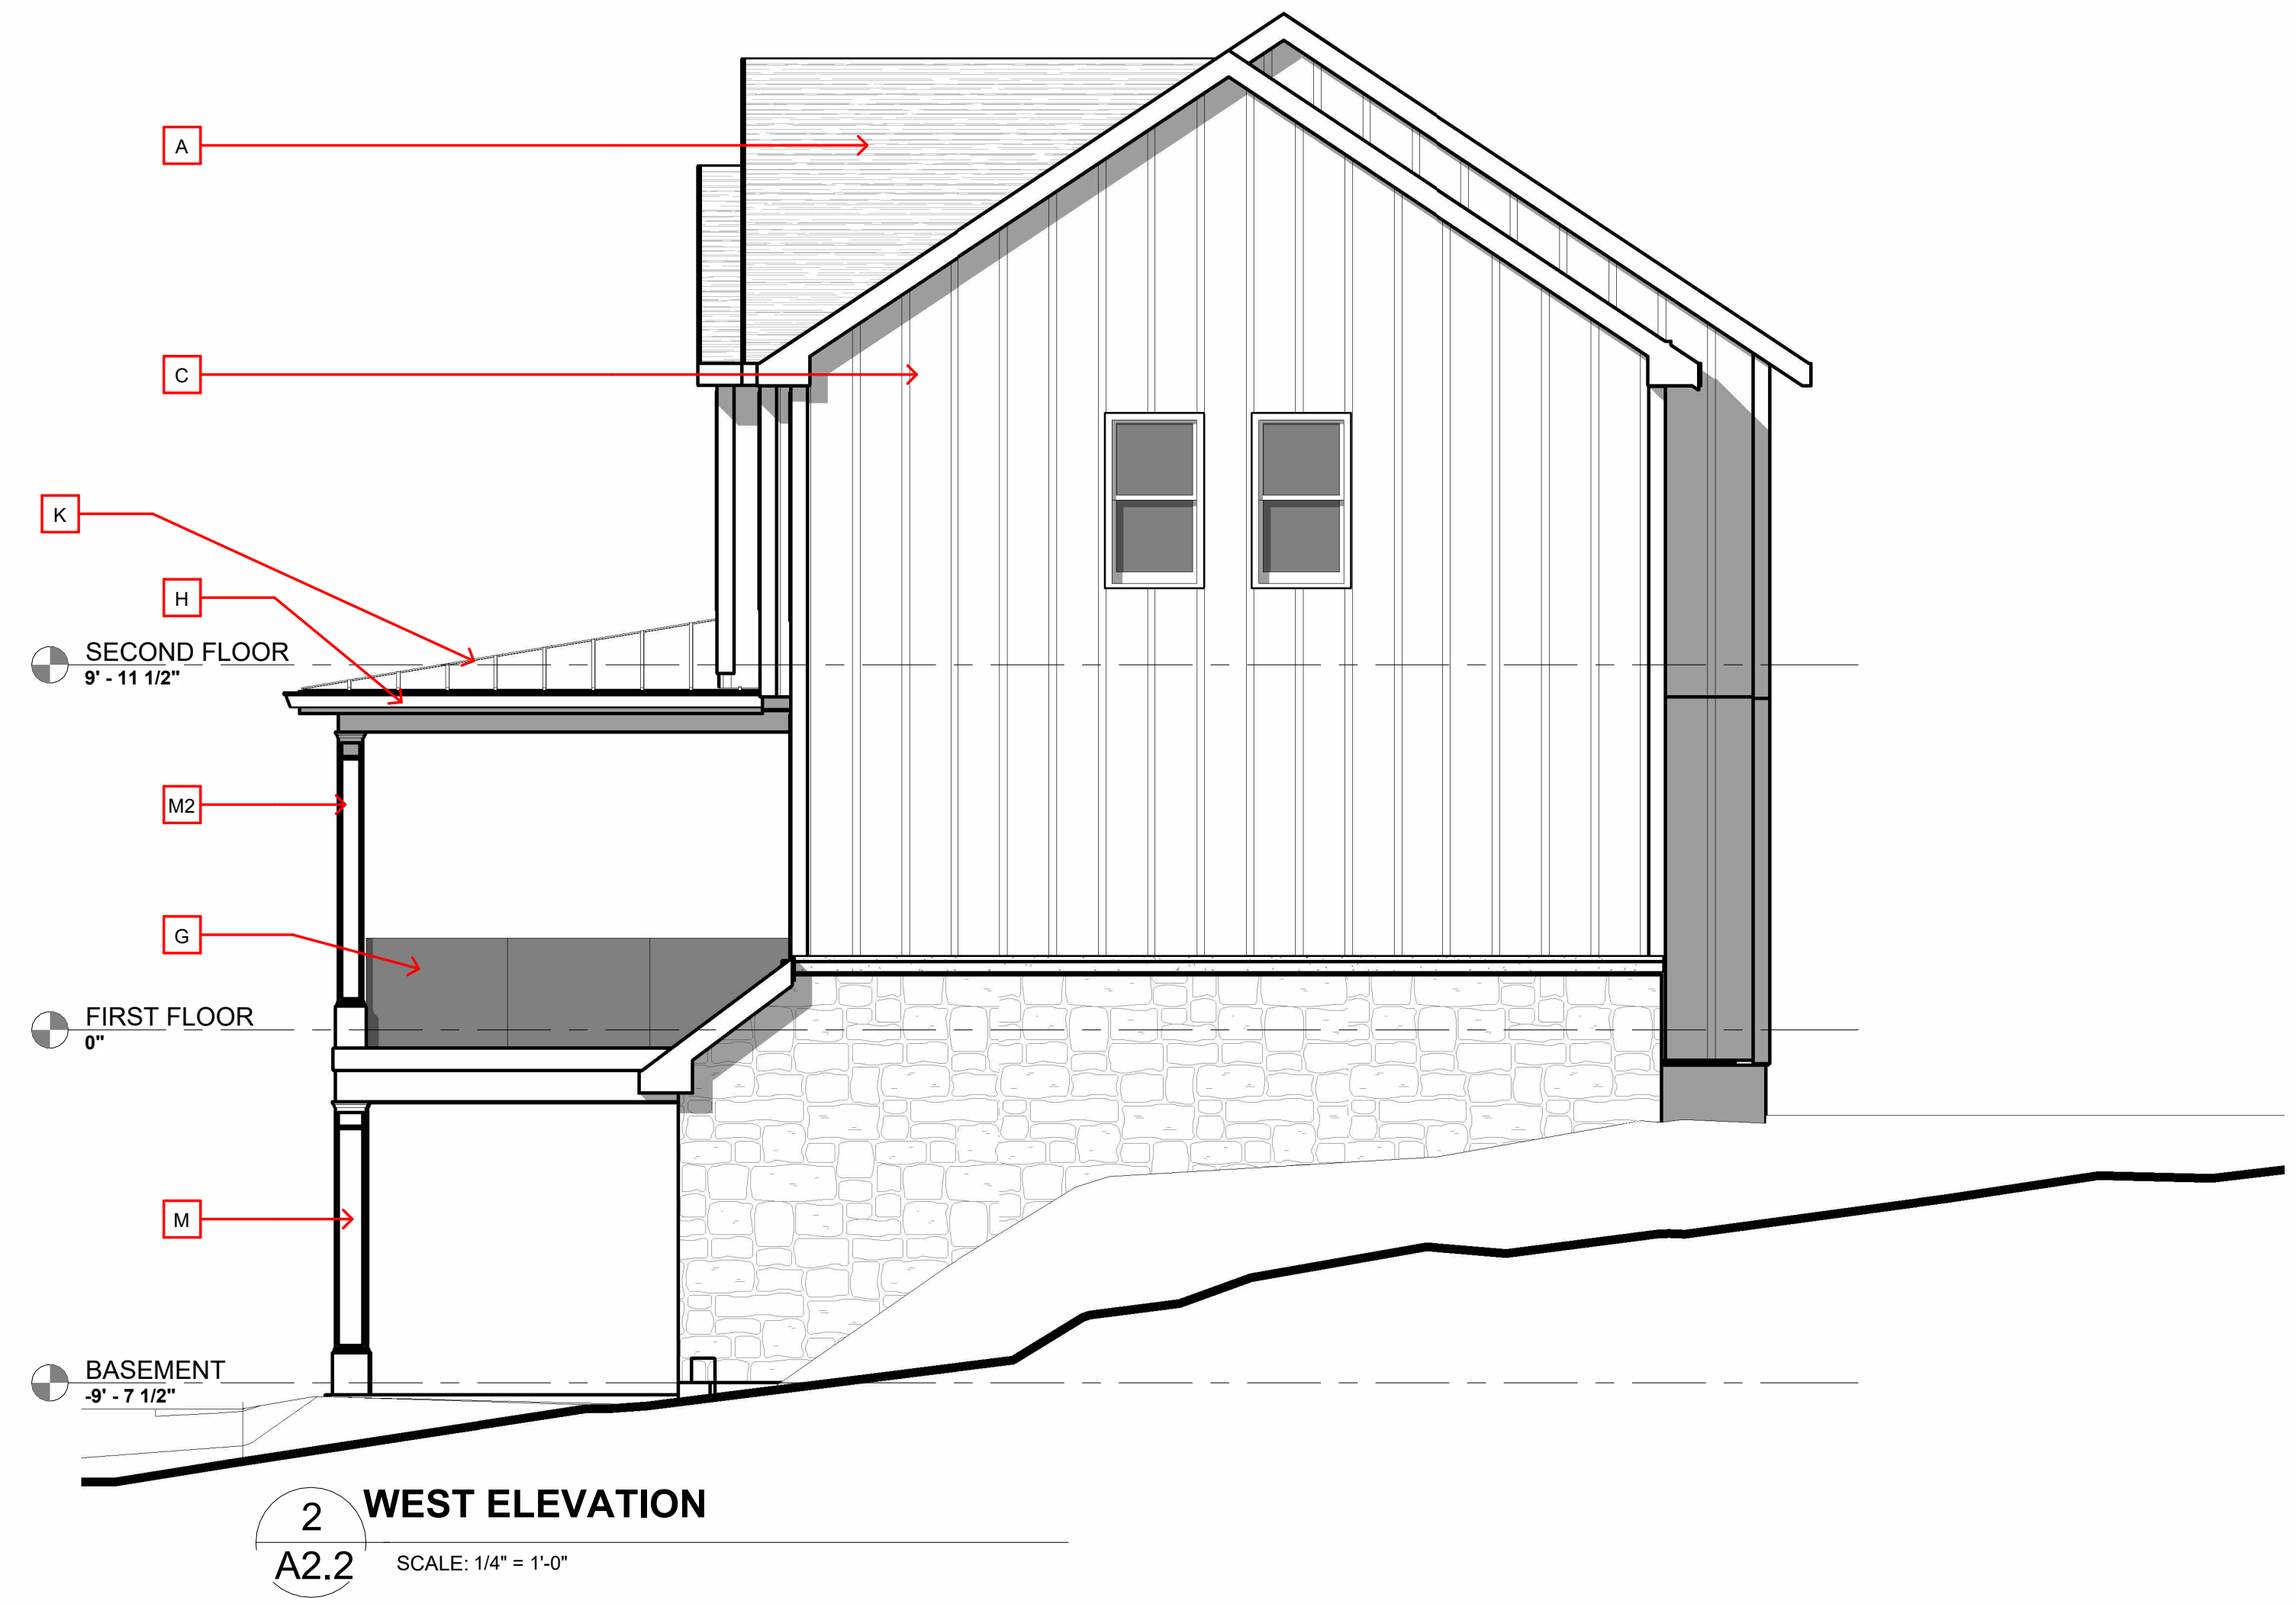 A
C
K
H
SECOND FLOOR
9' - 11 1/2"
M2
G
FIRST FLOOR
0"
M
BASEMENT
-9' - 7 1/2"
2
WEST ELEVATION
A2.2
SCALE: 1/4" = 1'-0"